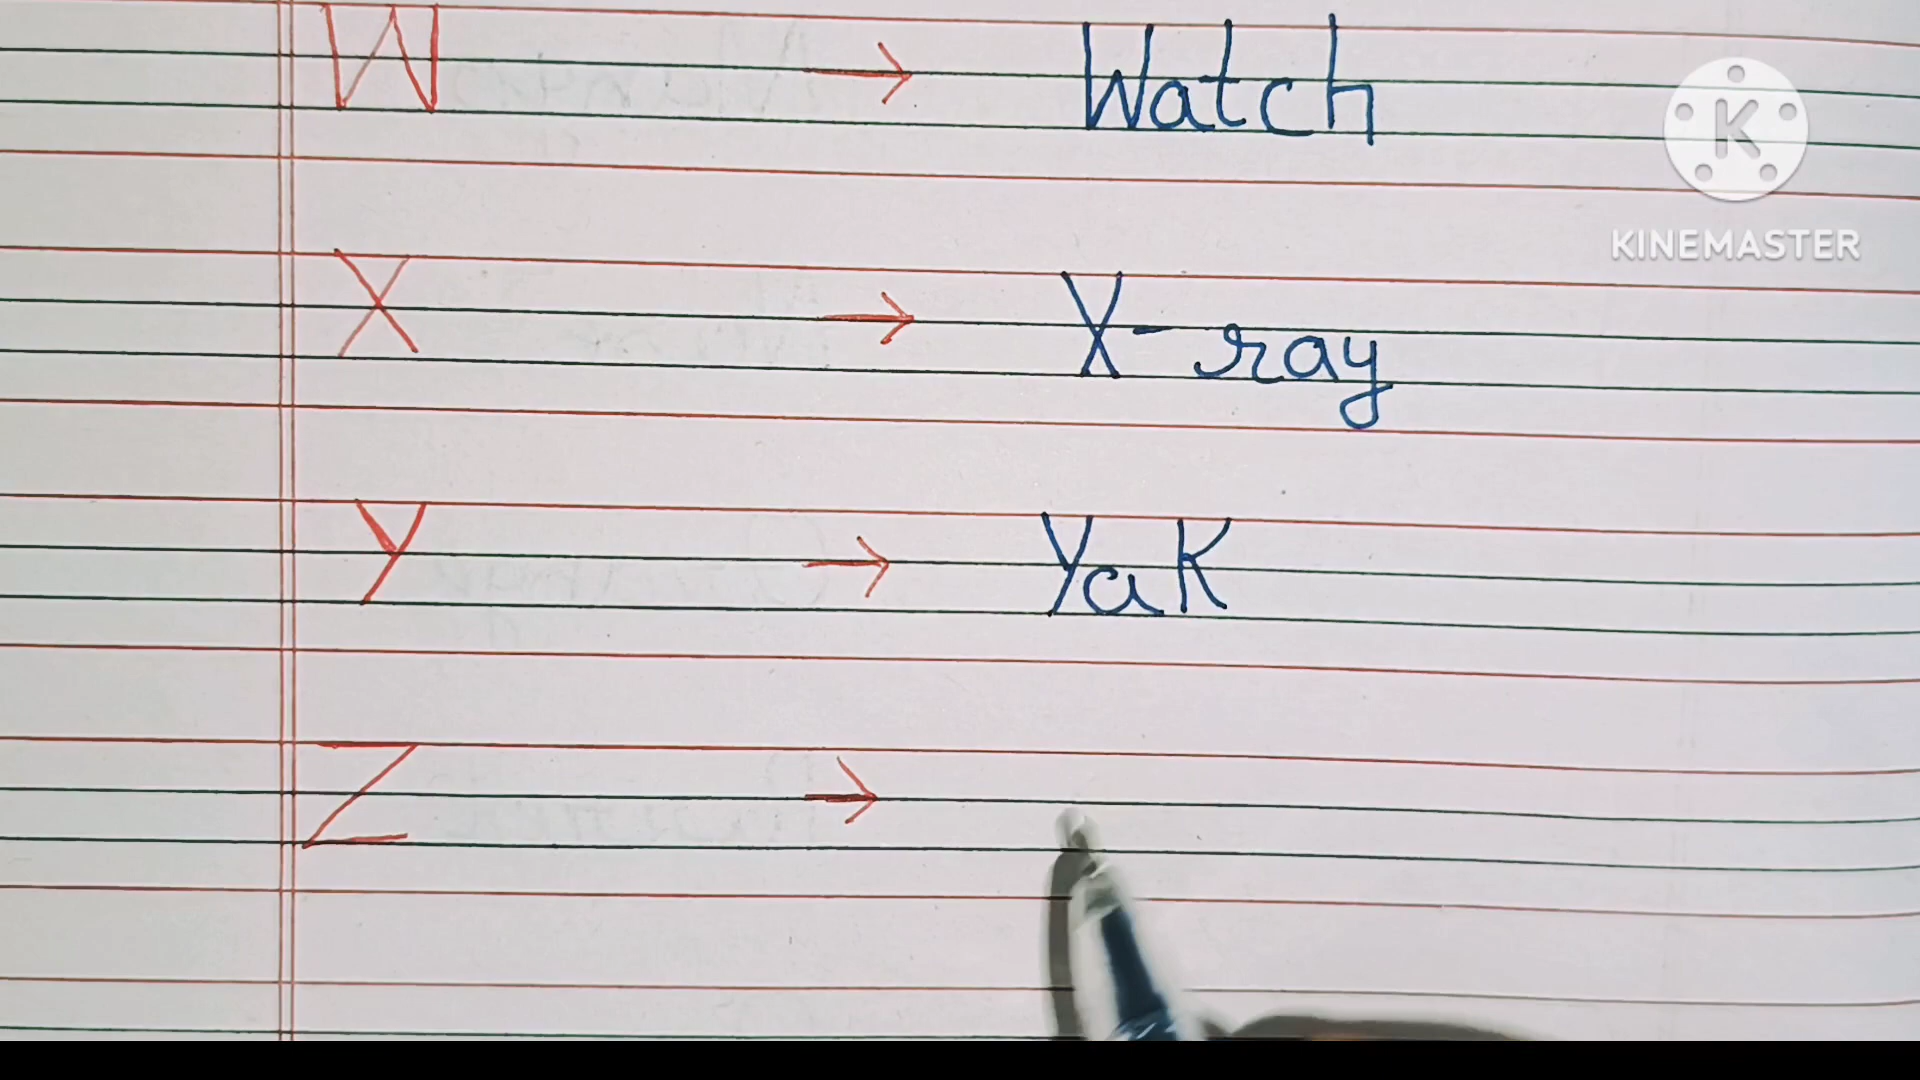 W → Watch
X → X-ray
Y → Yak
Z →
K
KINEMASTER